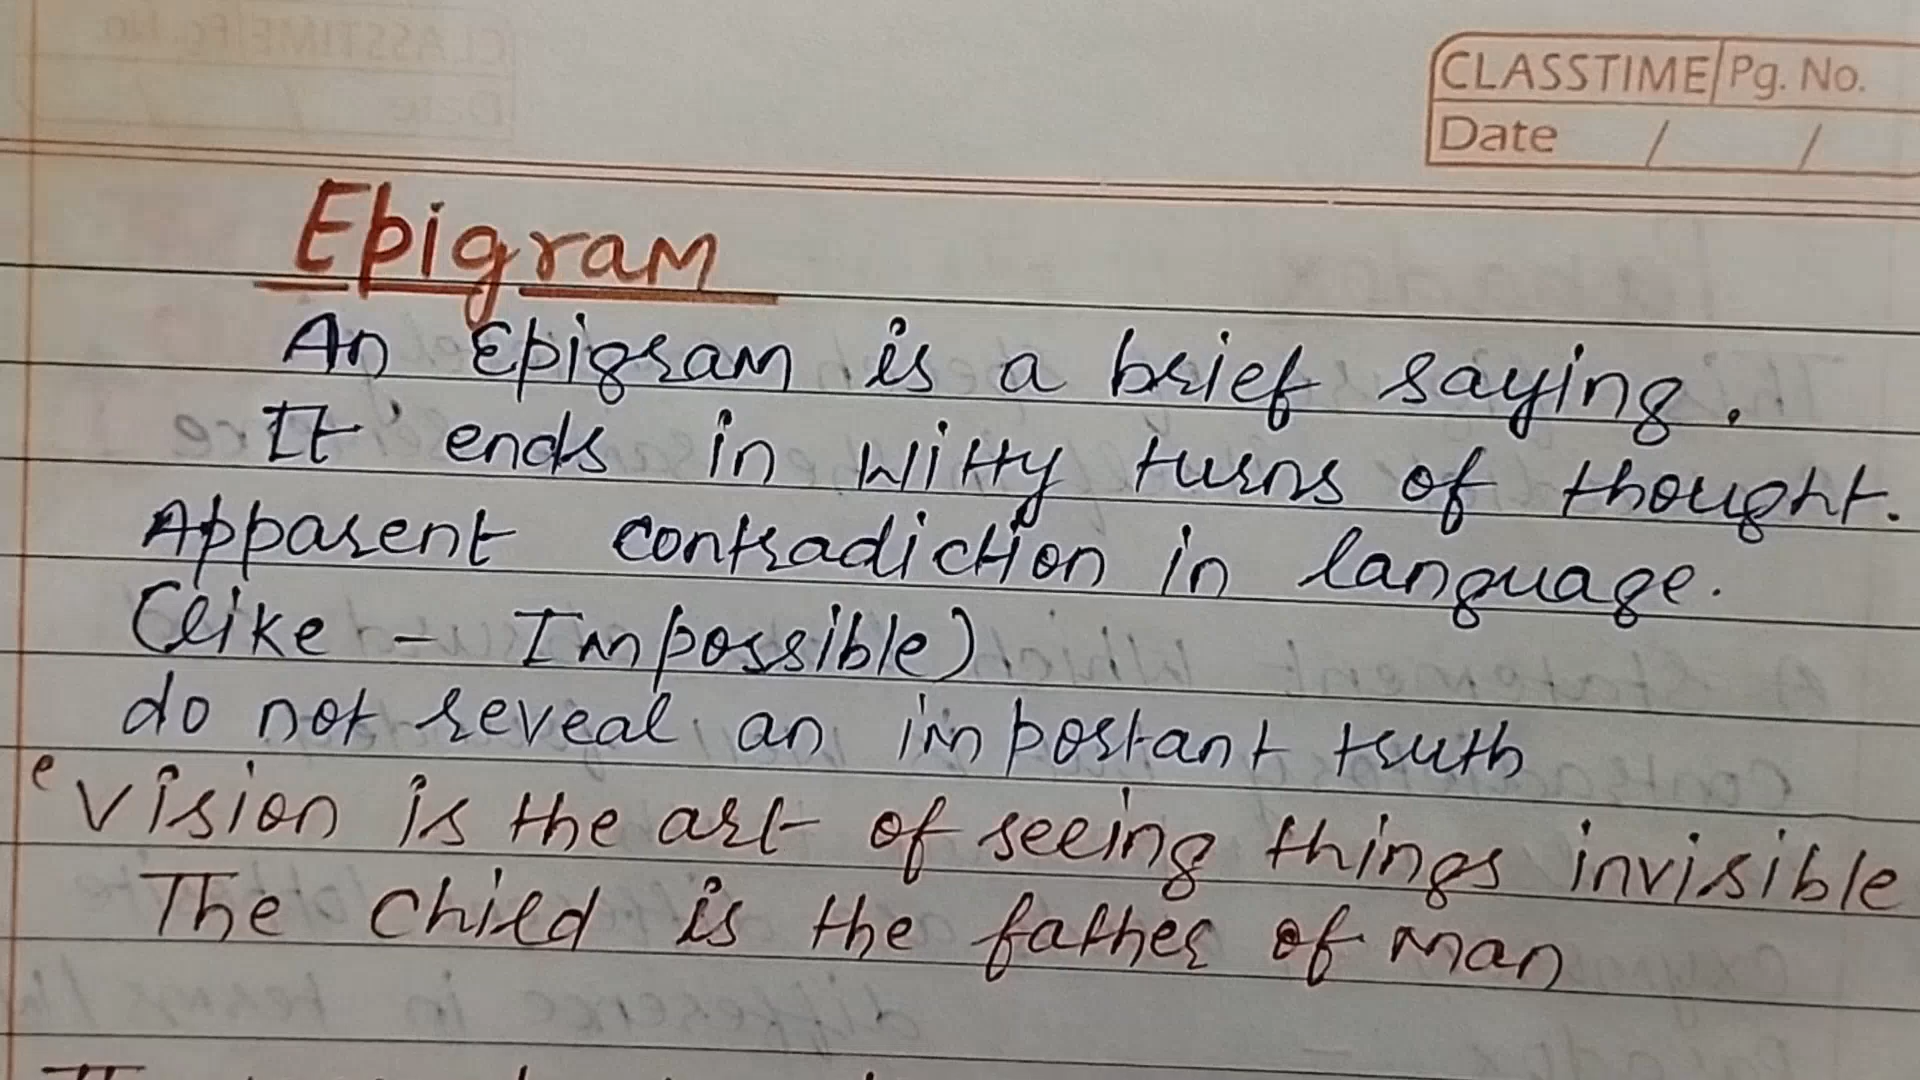 CLASSTIME Pg. No.
Date / /
Epigram
An Epigram is a brief saying.
It ends in witty turns of thought.
Apparent contradiction in language.
(like - Impossible)
do not reveal an important truth
e Vision is the art of seeing things invisible
The child is the father of man